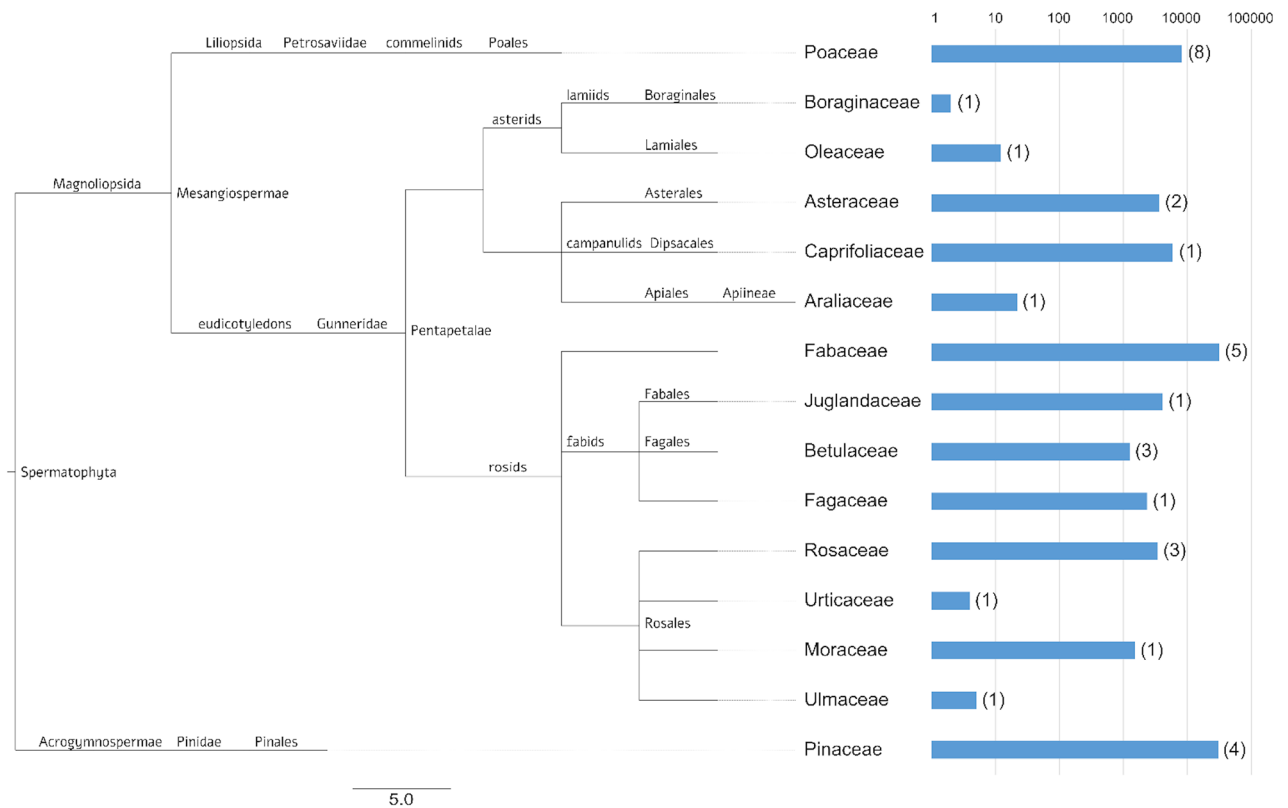 1 10 100 1000 10000 100000
Liliopsida Petrosaviidae commelinids Poales Poaceae (8)
lamiids Boraginales Boraginaceae (1)
asterids
Lamiales Oleaceae (1)
Magnoliopsida
Mesangiospermae
Asterales Asteraceae (2)
campanulids Dipsacales Caprifoliaceae (1)
Apiales Apiineae Araliaceae (1)
eudicotyledons Gunneridae
Pentapetalae
Fabaceae (5)
Fabales Juglandaceae (1)
fabids Fagales Betulaceae (3)
rosids
Spermatophyta
Fagaceae (1)
Rosaceae (3)
Urticaceae (1)
Rosales
Moraceae (1)
Ulmaceae (1)
Acrogymnospermae Pinidae Pinales Pinaceae (4)
5.0